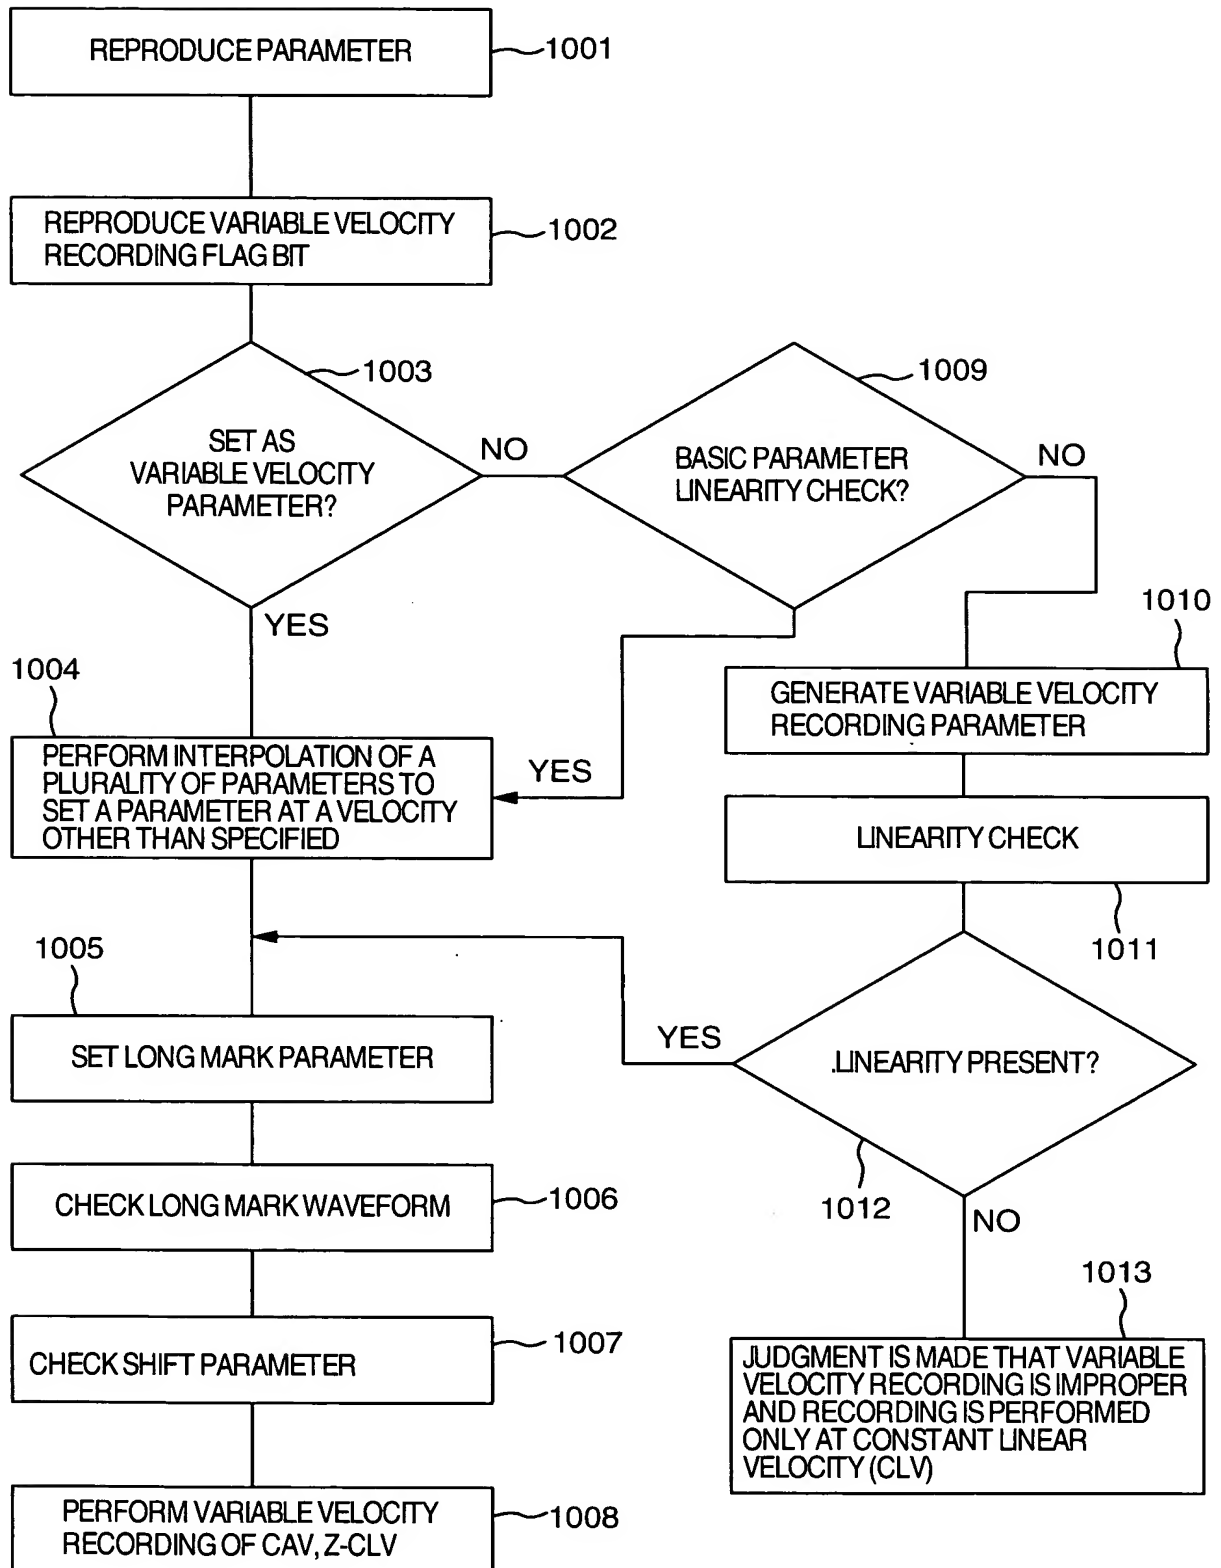 REPRODUCE PARAMETER
1001
REPRODUCE VARIABLE VELOCITY
RECORDING FLAG BIT
1002
1003
SET AS
VARIABLE VELOCITY
PARAMETER?
NO
YES
1009
BASIC PARAMETER
LINEARITY CHECK?
NO
YES
1004
PERFORM INTERPOLATION OF A
PLURALITY OF PARAMETERS TO
SET A PARAMETER AT A VELOCITY
OTHER THAN SPECIFIED
1010
GENERATE VARIABLE VELOCITY
RECORDING PARAMETER
LINEARITY CHECK
1011
1005
SET LONG MARK PARAMETER
YES
LINEARITY PRESENT?
1012
NO
CHECK LONG MARK WAVEFORM
1006
CHECK SHIFT PARAMETER
1007
1013
JUDGMENT IS MADE THAT VARIABLE
VELOCITY RECORDING IS IMPROPER
AND RECORDING IS PERFORMED
ONLY AT CONSTANT LINEAR
VELOCITY (CLV)
PERFORM VARIABLE VELOCITY
RECORDING OF CAV, Z-CLV
1008